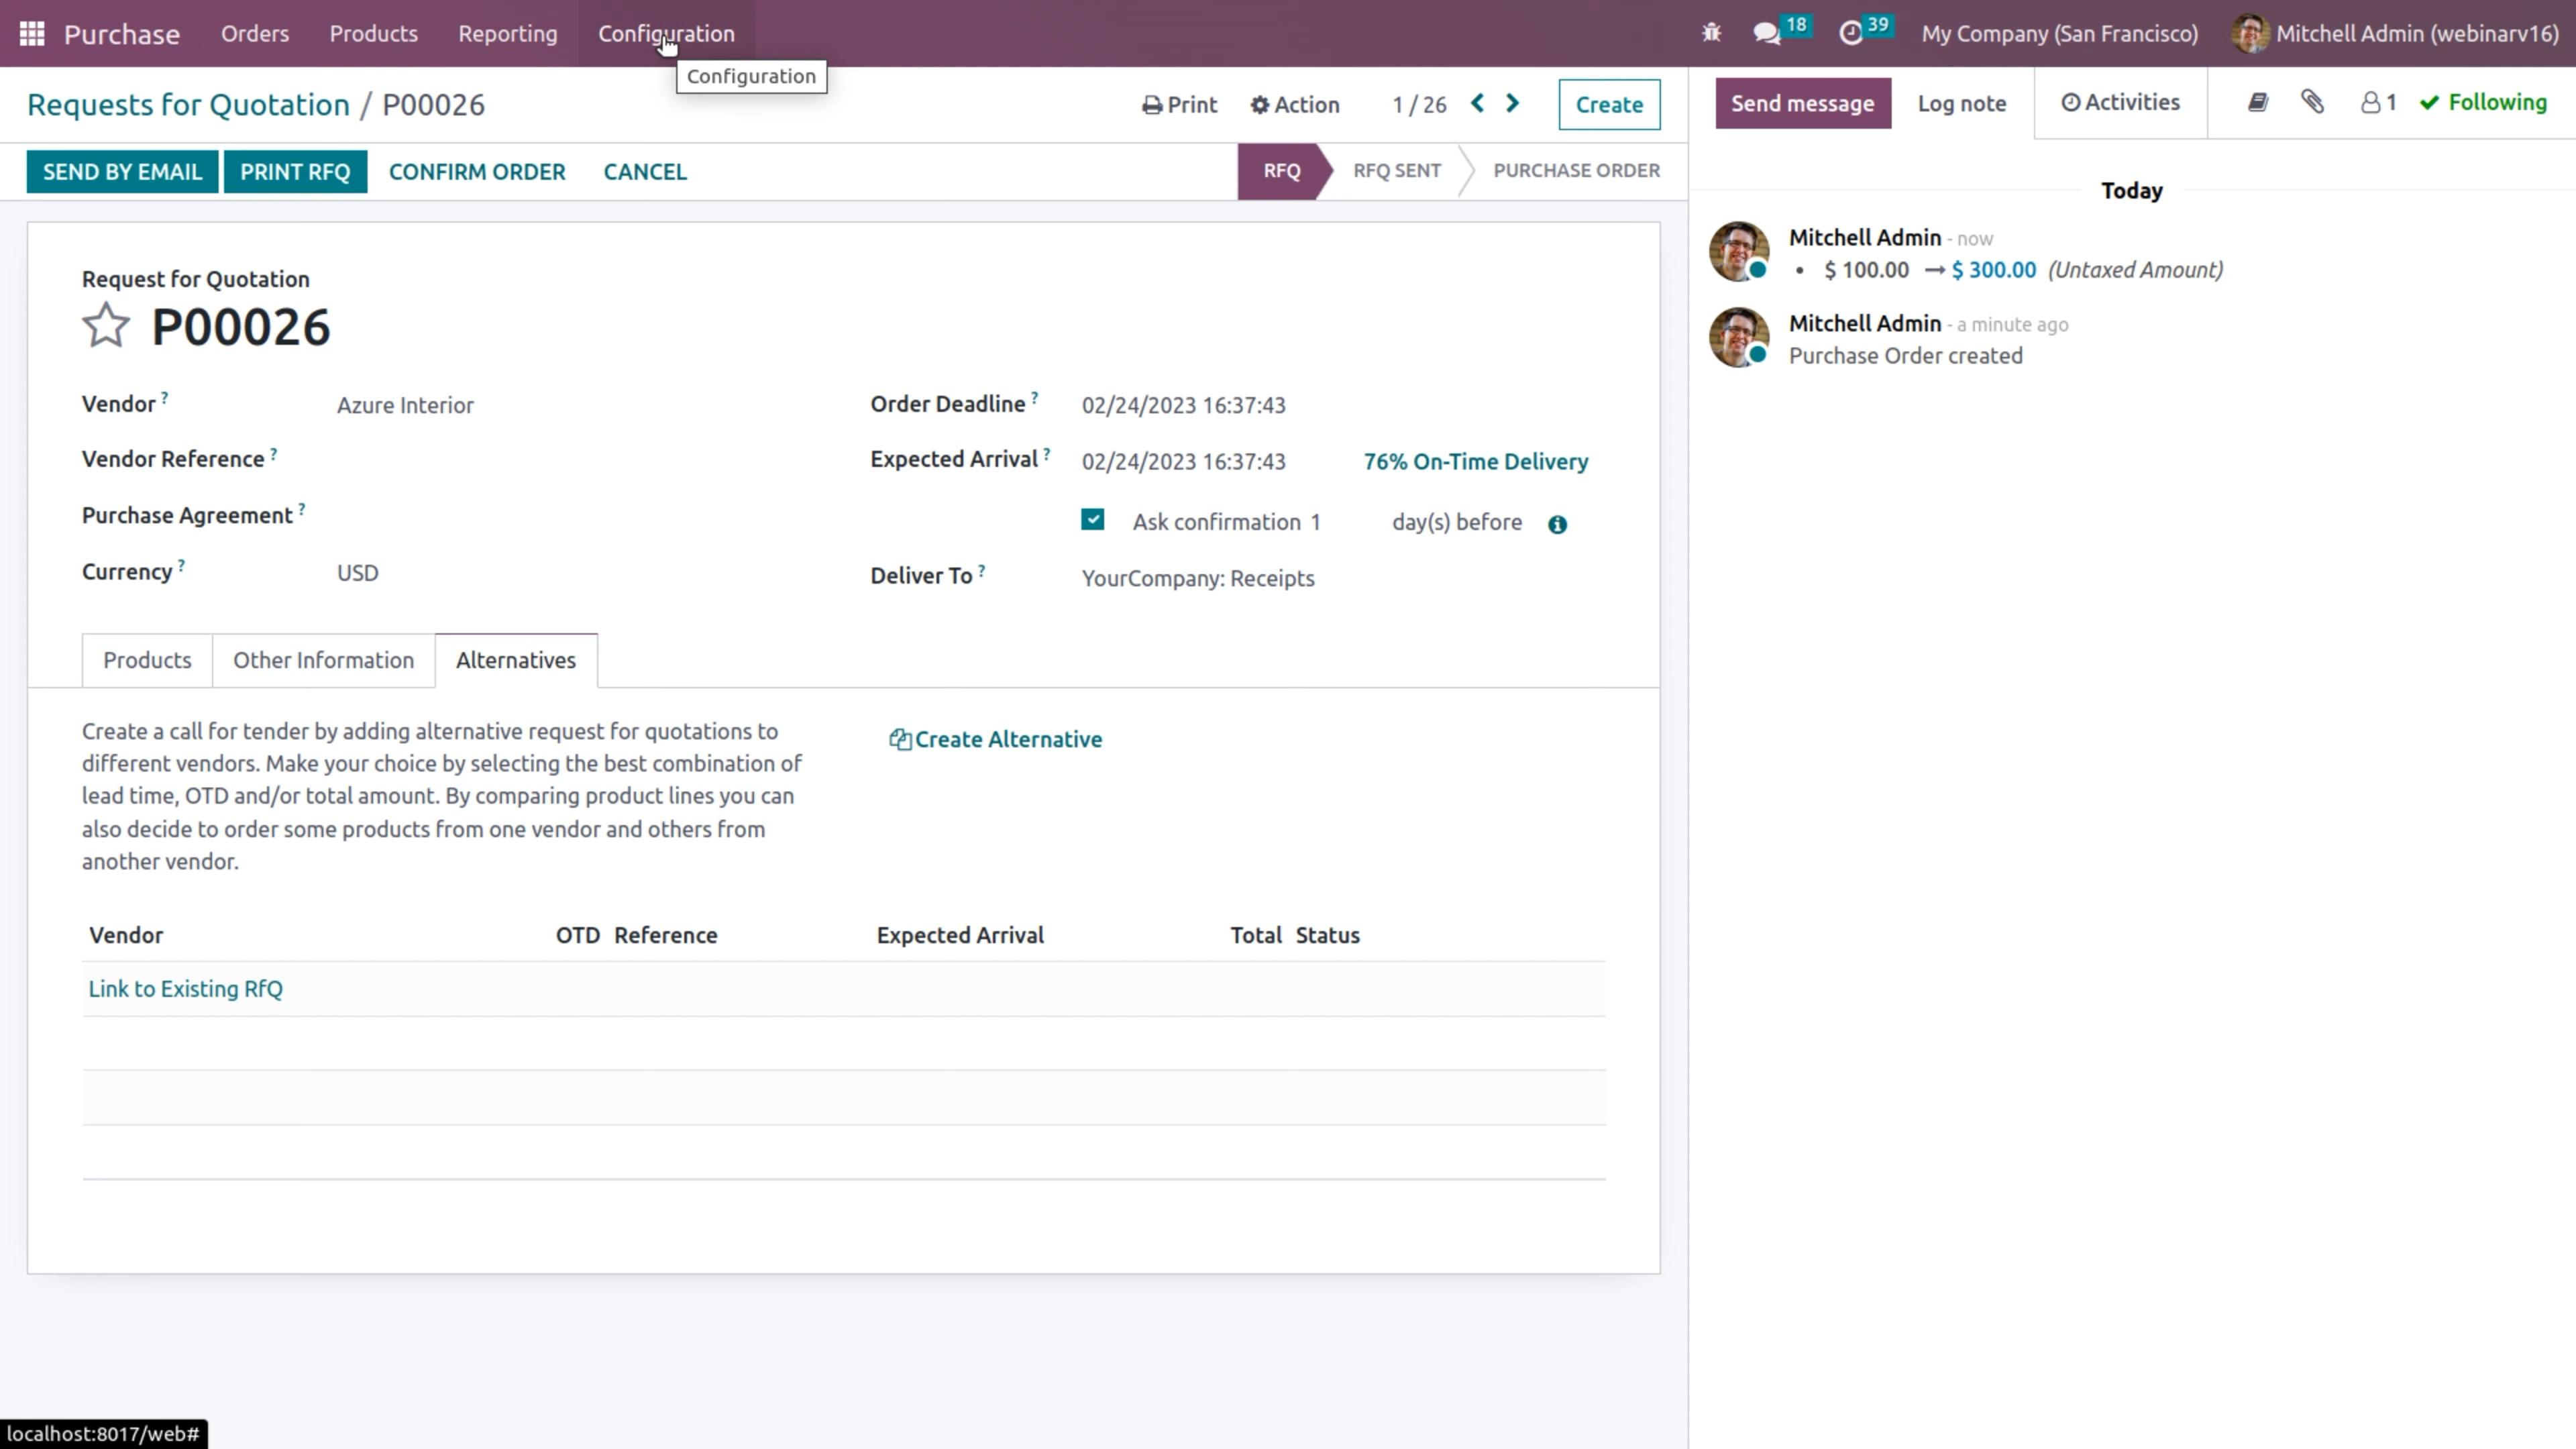 Purchase Orders Products Reporting Configuration 18 39 My Company (San Francisco) Mitchell Admin (webinarv16)
Configuration
Requests for Quotation / P00026 Print Action 1 / 26 Create Send message Log note Activities 1 Following
SEND BY EMAIL PRINT RFQ CONFIRM ORDER CANCEL RFQ RFQ SENT PURCHASE ORDER
Today
Mitchell Admin - now
• $ 100.00 → $ 300.00 (Untaxed Amount)
Mitchell Admin - a minute ago
Purchase Order created
Request for Quotation
P00026
Vendor ? Azure Interior Order Deadline ? 02/24/2023 16:37:43
Vendor Reference ? Expected Arrival ? 02/24/2023 16:37:43 76% On-Time Delivery
Purchase Agreement ? Ask confirmation 1 day(s) before
Currency ? USD Deliver To ? YourCompany: Receipts
Products Other Information Alternatives
Create a call for tender by adding alternative request for quotations to
different vendors. Make your choice by selecting the best combination of
lead time, OTD and/or total amount. By comparing product lines you can
also decide to order some products from one vendor and others from
another vendor.
Create Alternative
Vendor OTD Reference Expected Arrival Total Status
Link to Existing RfQ
localhost:8017/web#